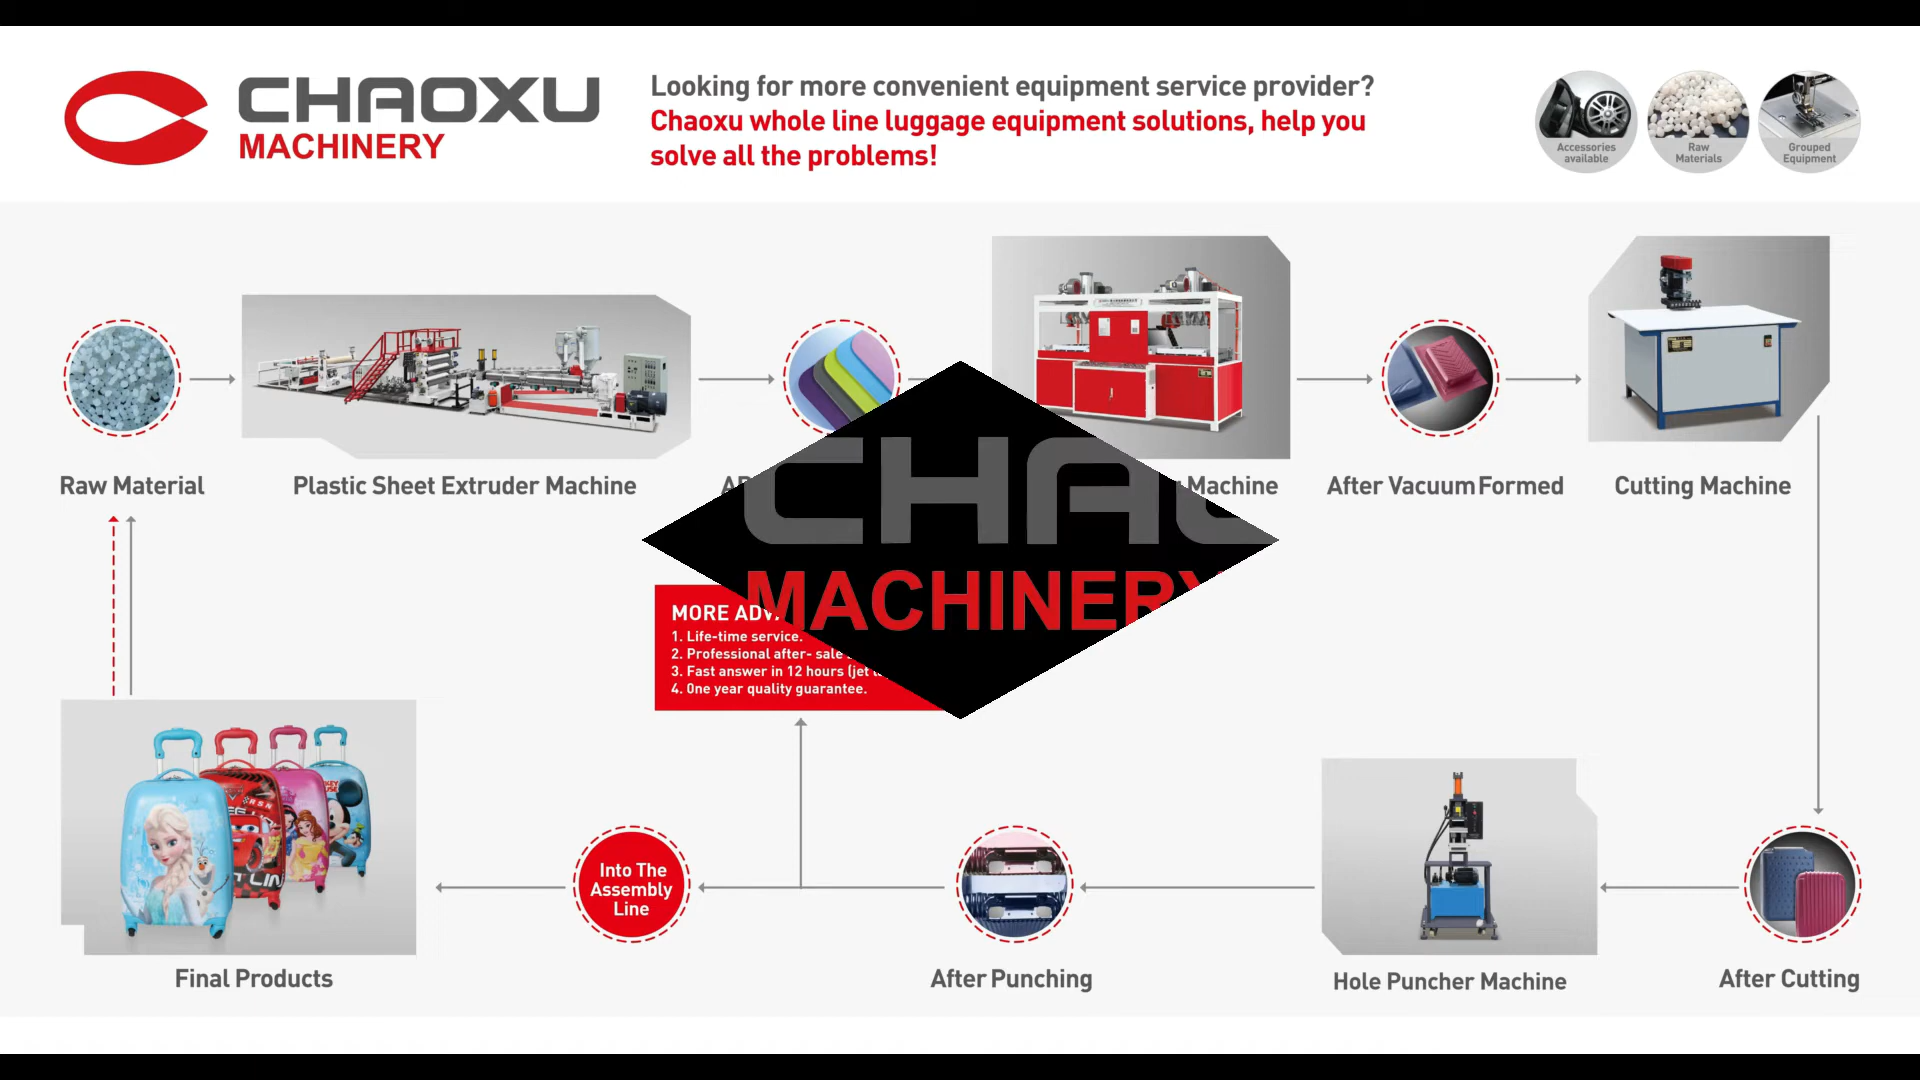 CHAOXU
MACHINERY
Looking for more convenient equipment service provider?
Chaoxu whole line luggage equipment solutions, help you
solve all the problems!
Accessories
available
Raw
Materials
Grouped
Equipment
Raw Material
Plastic Sheet Extruder Machine
Machine
After Vacuum Formed
Cutting Machine
CHAO
MACHINERY
MORE
1. Life-time service.
2. Professional after- sale
3. Fast answer in 12 hours (jet
4. One year quality guarantee.
Into The
Assembly
Line
Final Products
After Punching
Hole Puncher Machine
After Cutting